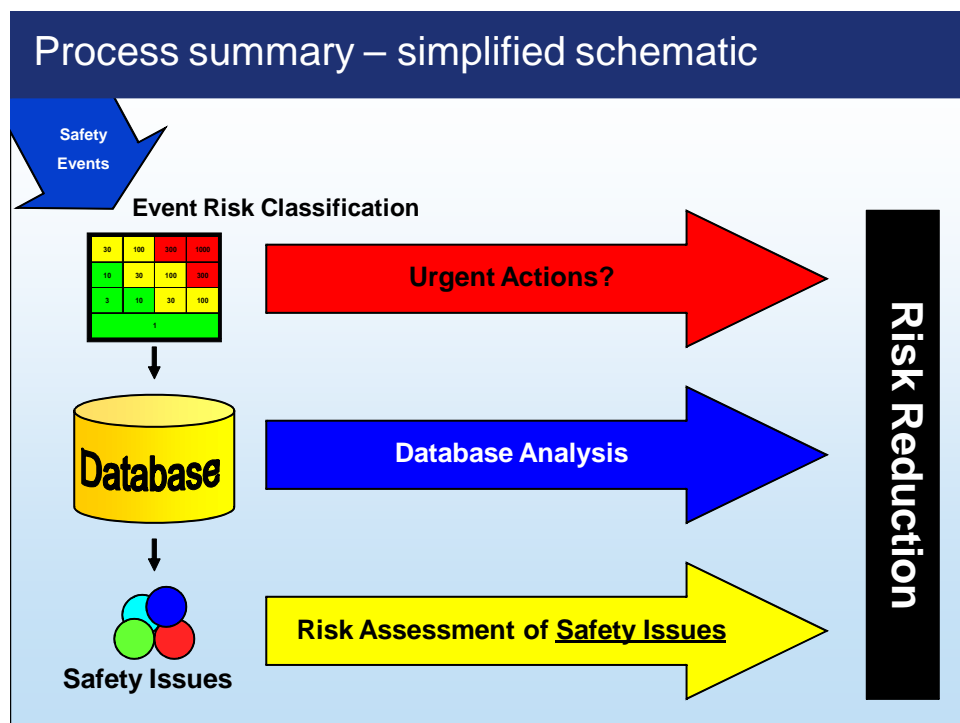 Process summary – simplified schematic
Safety
Events
Event Risk Classification
30 100 300 1000
10 30 100 300
3 10 30 100
1
Urgent Actions?
Database
Database Analysis
Safety Issues
Risk Assessment of Safety Issues
Risk Reduction